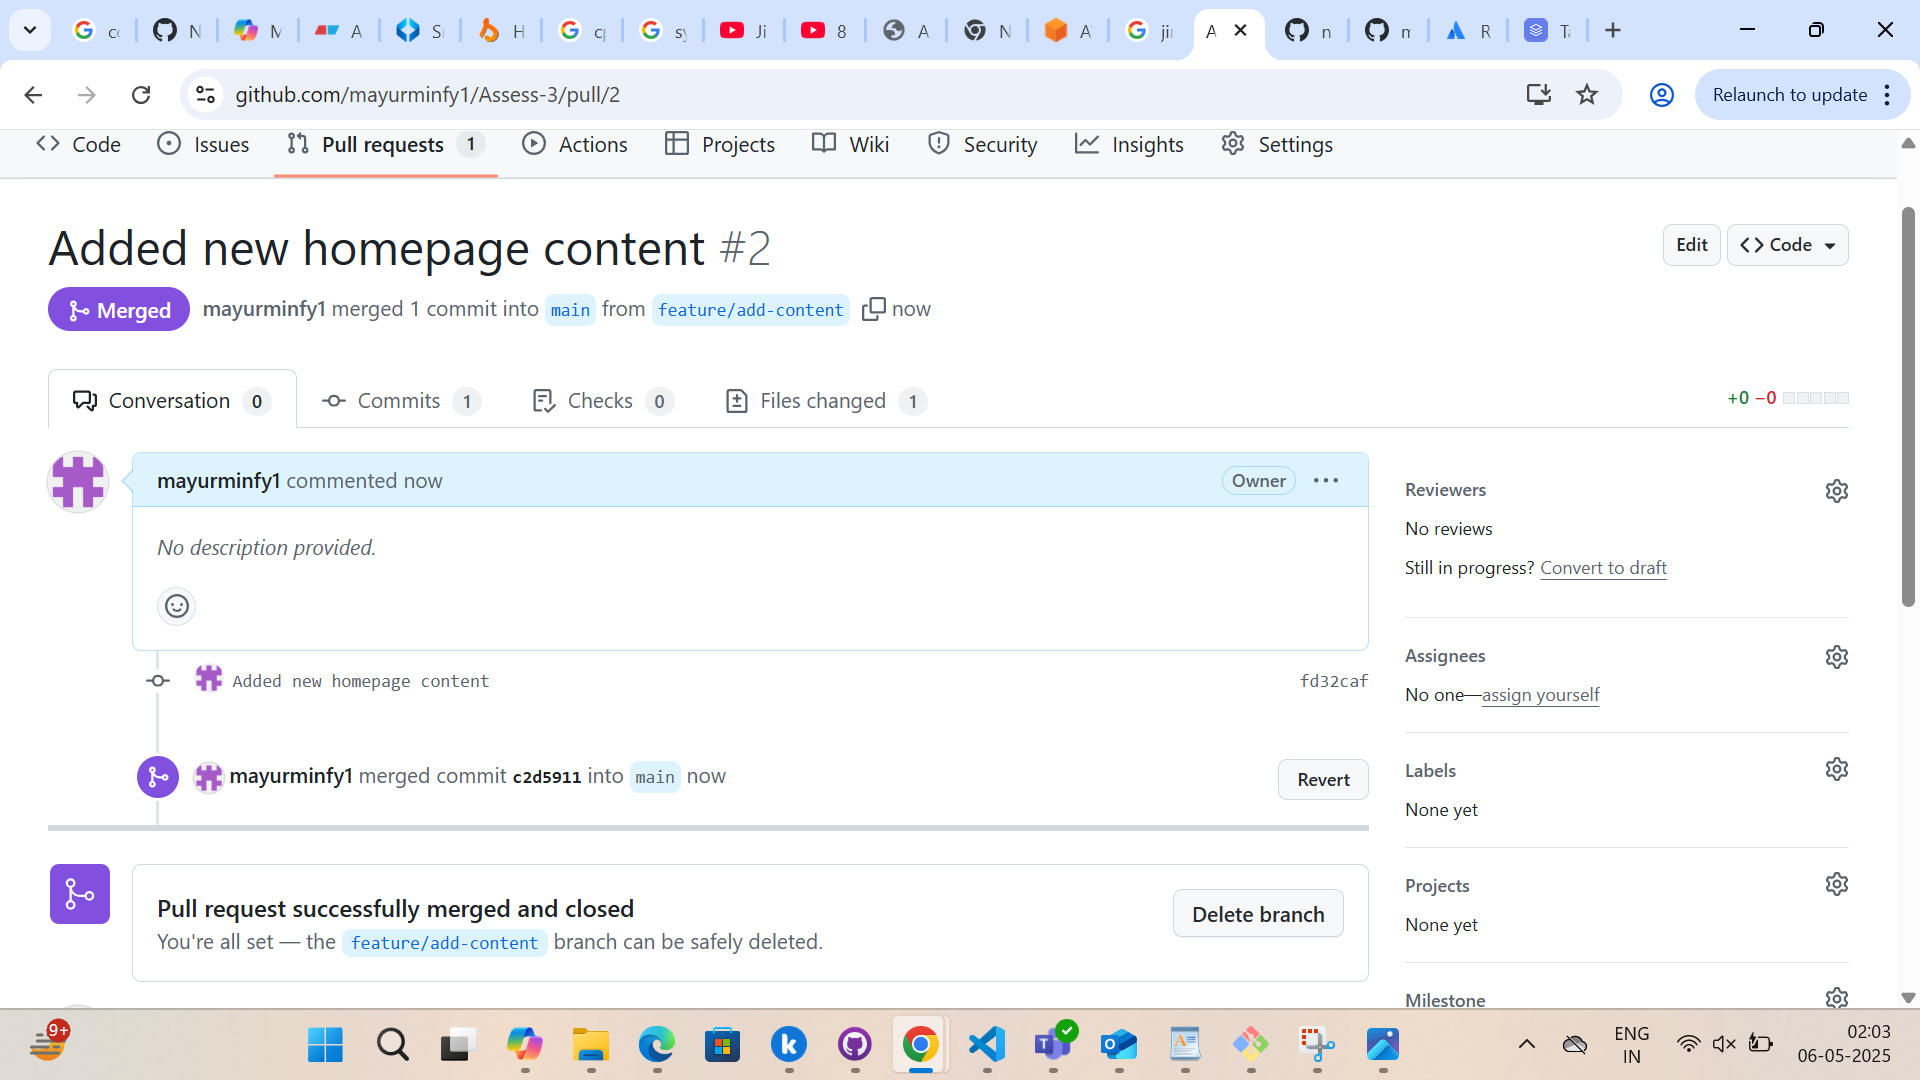 cc
N
M
A
Si
H
cp
sy
Ji
8
A
N
A
jir
A
n
m
R
Ta
github.com/mayurminfy1/Assess-3/pull/2
Relaunch to update
Code
Issues
Pull requests 1
Actions
Projects
Wiki
Security
Insights
Settings
Added new homepage content #2
Edit
Code
Merged
mayurminfy1 merged 1 commit into main from feature/add-content now
Conversation 0
Commits 1
Checks 0
Files changed 1
+0 −0
mayurminfy1 commented now
Owner
No description provided.
Reviewers
No reviews
Still in progress? Convert to draft
Added new homepage content
fd32caf
Assignees
No one—assign yourself
mayurminfy1 merged commit c2d5911 into main now
Revert
Labels
None yet
Pull request successfully merged and closed
You're all set — the feature/add-content branch can be safely deleted.
Delete branch
Projects
None yet
Milestone
9+
ENG
IN
02:03
06-05-2025